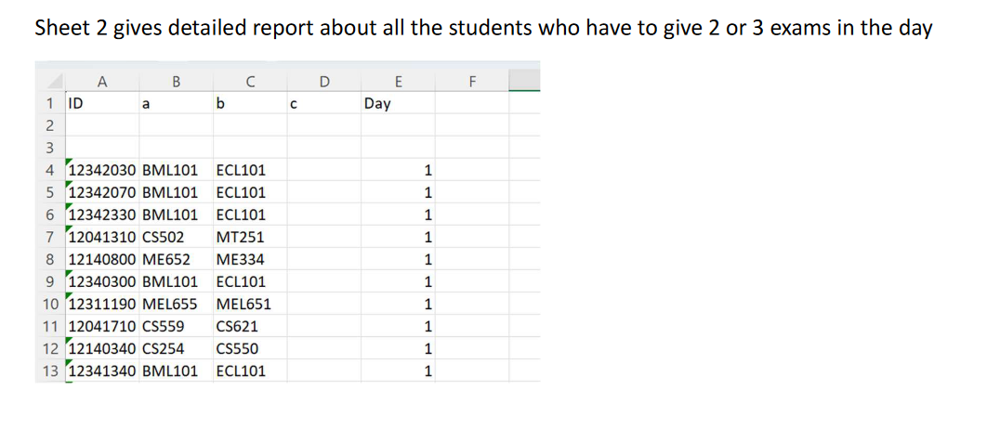 Sheet 2 gives detailed report about all the students who have to give 2 or 3 exams in the day
A B C D E F
1 ID a b c Day
2
3
4 12342030 BML101 ECL101 1
5 12342070 BML101 ECL101 1
6 12342330 BML101 ECL101 1
7 12041310 CS502 MT251 1
8 12140800 ME652 ME334 1
9 12340300 BML101 ECL101 1
10 12311190 MEL655 MEL651 1
11 12041710 CS559 CS621 1
12 12140340 CS254 CS550 1
13 12341340 BML101 ECL101 1